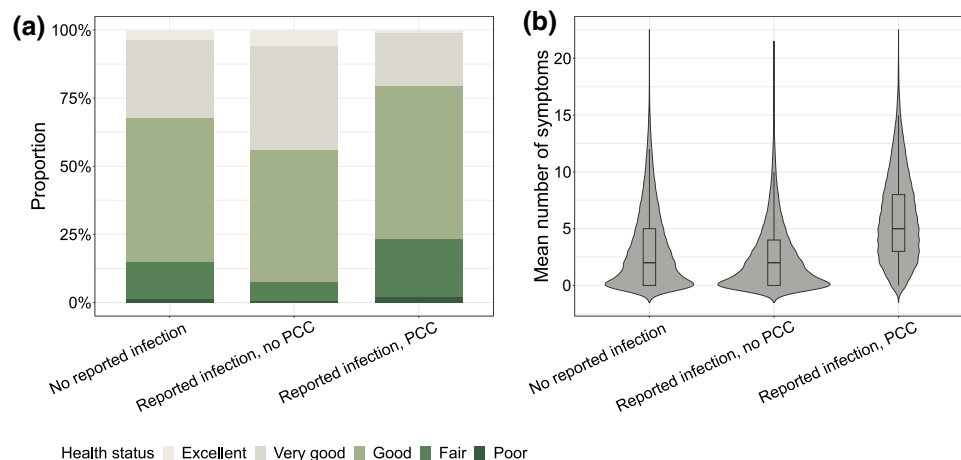 (a)
100%
75%
50%
25%
0%
Proportion
No reported infection
Reported infection, no PCC
Reported infection, PCC
Health status Excellent Very good Good Fair Poor
(b)
20
15
10
5
0
Mean number of symptoms
No reported infection
Reported infection, no PCC
Reported infection, PCC